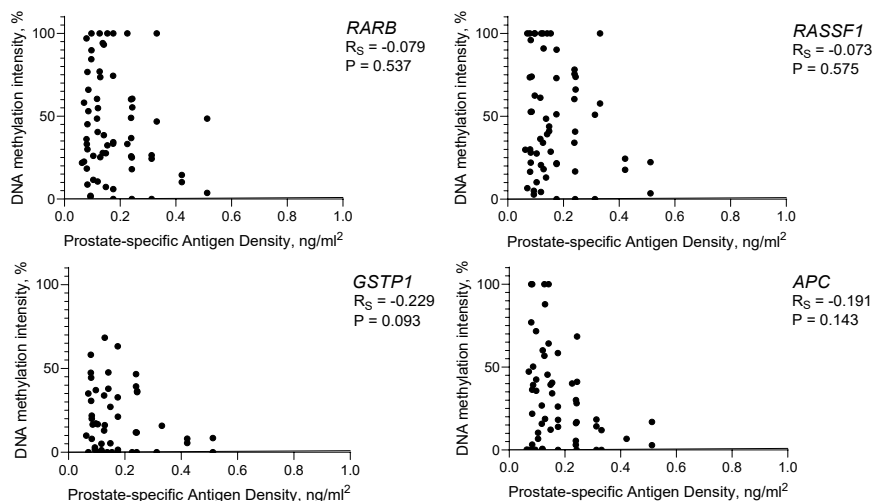 DNA methylation intensity, %
100
50
0
0.0
0.2
0.4
0.6
0.8
1.0
Prostate-specific Antigen Density, ng/ml²
RARB
R_S = -0.079
P = 0.537
DNA methylation intensity, %
100
50
0
0.0
0.2
0.4
0.6
0.8
1.0
Prostate-specific Antigen Density, ng/ml²
RASSF1
R_S = -0.073
P = 0.575
DNA methylation intensity, %
100
50
0
0.0
0.2
0.4
0.6
0.8
1.0
Prostate-specific Antigen Density, ng/ml²
GSTP1
R_S = -0.229
P = 0.093
DNA methylation intensity, %
100
50
0
0.0
0.2
0.4
0.6
0.8
1.0
Prostate-specific Antigen Density, ng/ml²
APC
R_S = -0.191
P = 0.143